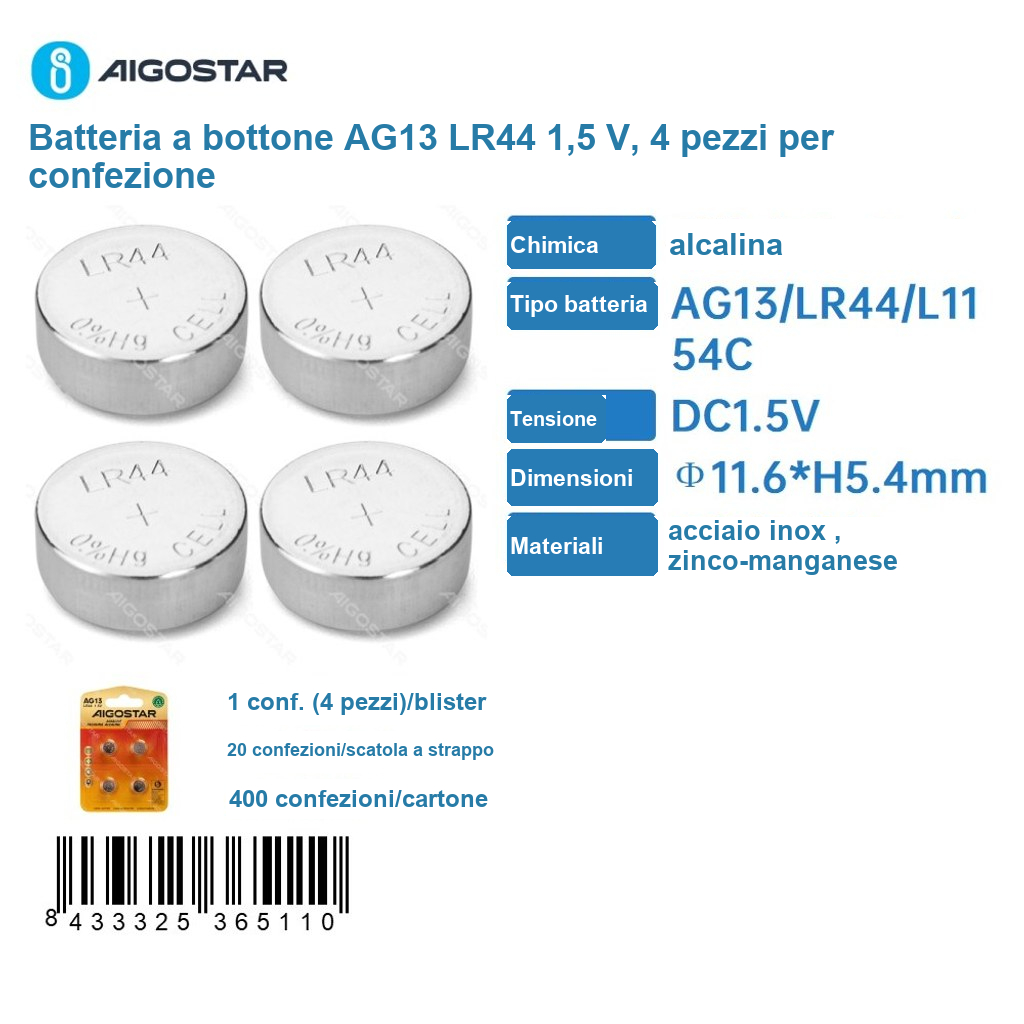 AIGOSTAR
Batteria a bottone AG13 LR44 1,5 V, 4 pezzi per
confezione
LR44
+
0%Hg CELL
LR44
+
0%Hg CELL
LR44
+
0%Hg CELL
LR44
+
0%Hg CELL
Chimica alcalina
Tipo batteria AG13/LR44/L11
54C
Tensione DC1.5V
Dimensioni Φ11.6*H5.4mm
Materiali acciaio inox ,
zinco-manganese
AG13
AIGOSTAR
1 conf. (4 pezzi)/blister
20 confezioni/scatola a strappo
400 confezioni/cartone
8 433325 365110